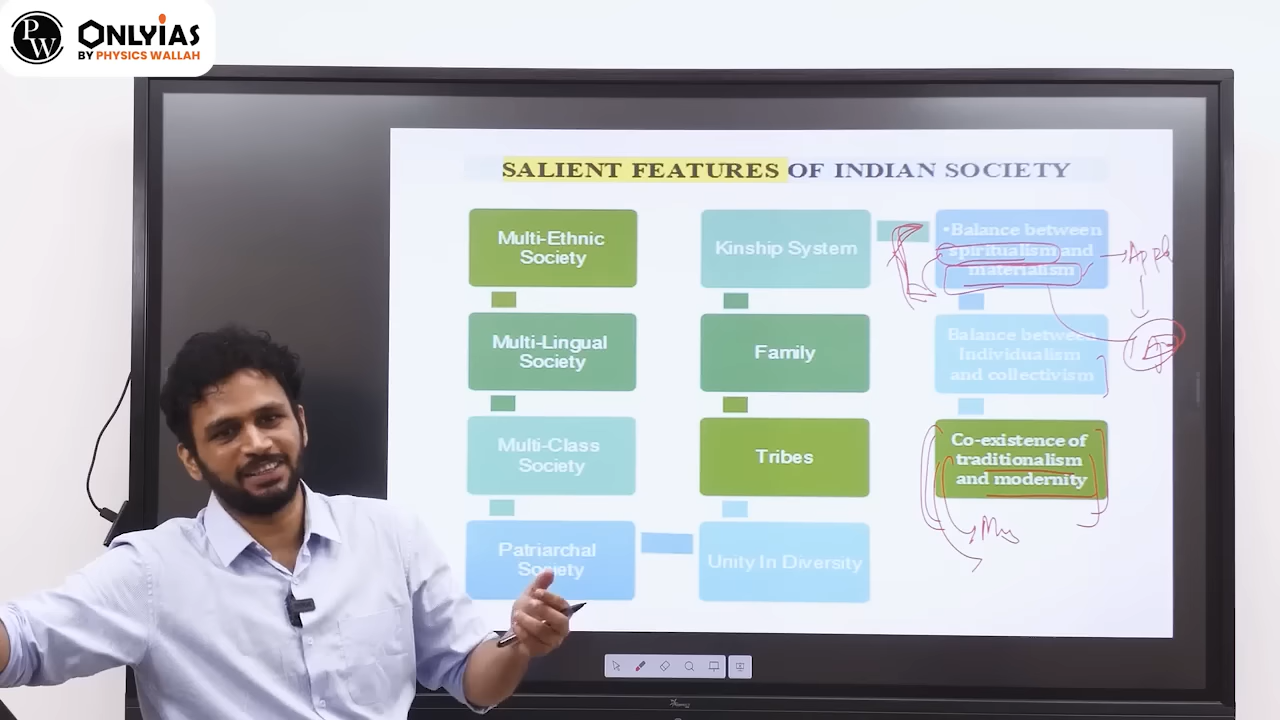 PW
ONLYIAS
BY PHYSICS WALLAH
SALIENT FEATURES OF INDIAN SOCIETY
Multi-Ethnic
Society
Multi-Lingual
Society
Multi-Class
Society
Patriarchal
Society
Kinship System
Family
Tribes
Unity In Diversity
•Balance between
spiritualism and
materialism
Balance between
Individualism
and collectivism
Co-existence of
traditionalism
and modernity